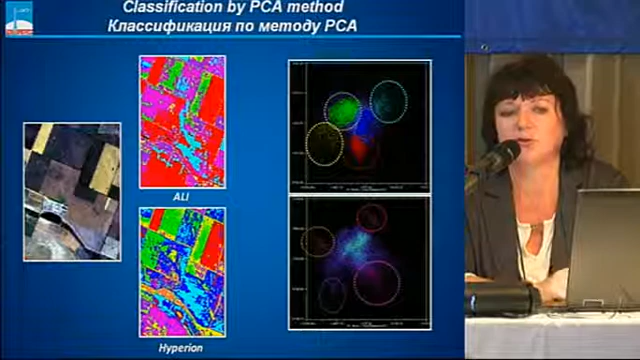 Classification by PCA method
Классификация по методу PCA
ALI
Hyperion